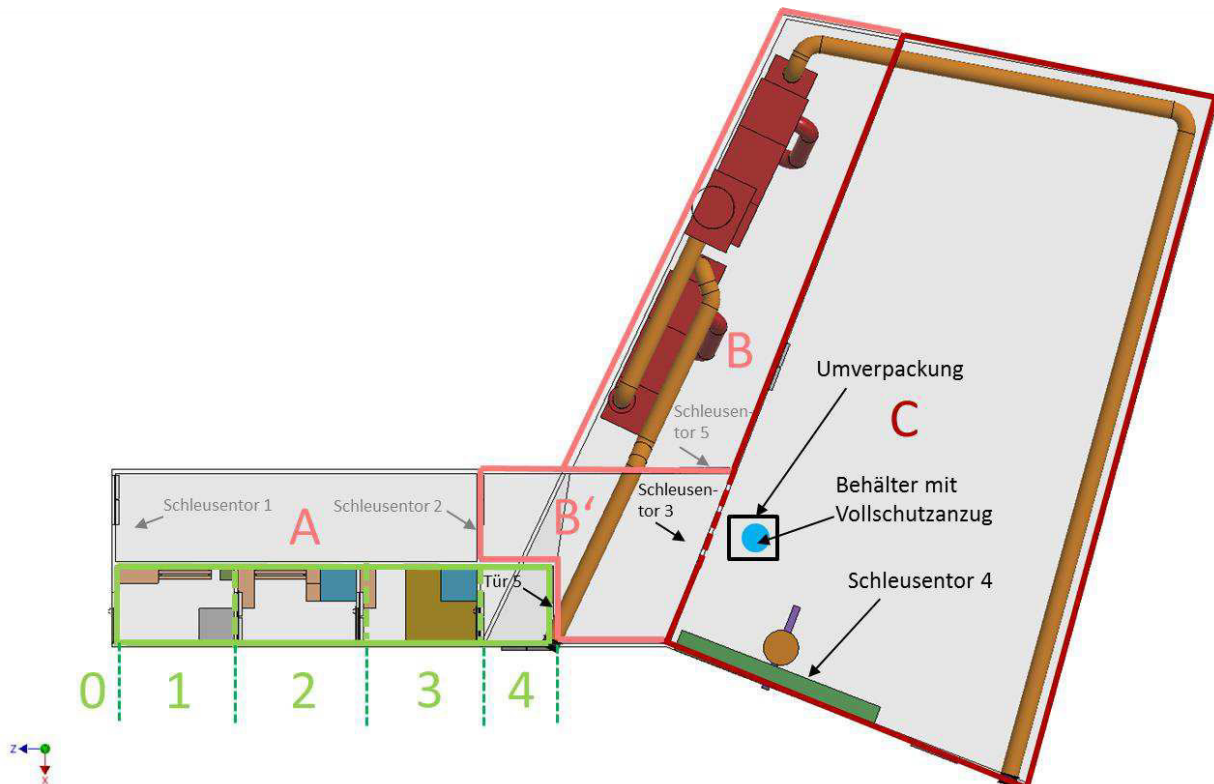 Umverpackung
B
C
Schleusen-
tor 5
Behälter mit
Vollschutzanzug
Schleusentor 1
Schleusentor 2
A
B‘
Schleusen-
tor 3
Schleusentor 4
Tür 5
0
1
2
3
4
z
x